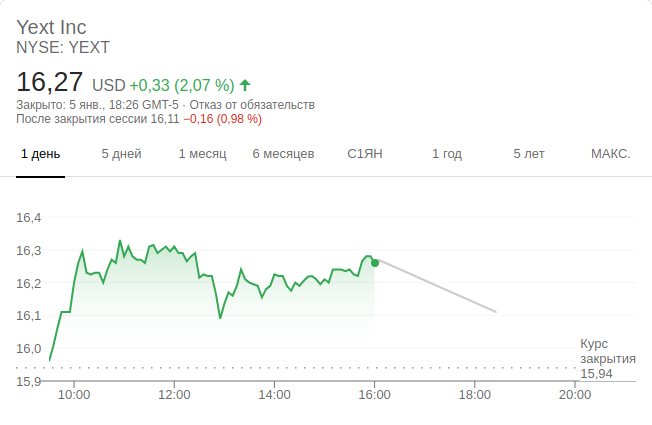 Yext Inc
NYSE: YEXT
16,27 USD +0,33 (2,07 %)
Закрыто: 5 янв., 18:26 GMT-5 · Отказ от обязательств
После закрытия сессии 16,11 −0,16 (0,98 %)
1 день 5 дней 1 месяц 6 месяцев С1ЯН 1 год 5 лет МАКС.
16,4
16,3
16,2
16,1
16,0
Курс
закрытия
15,94
15,9
10:00 12:00 14:00 16:00 18:00 20:00